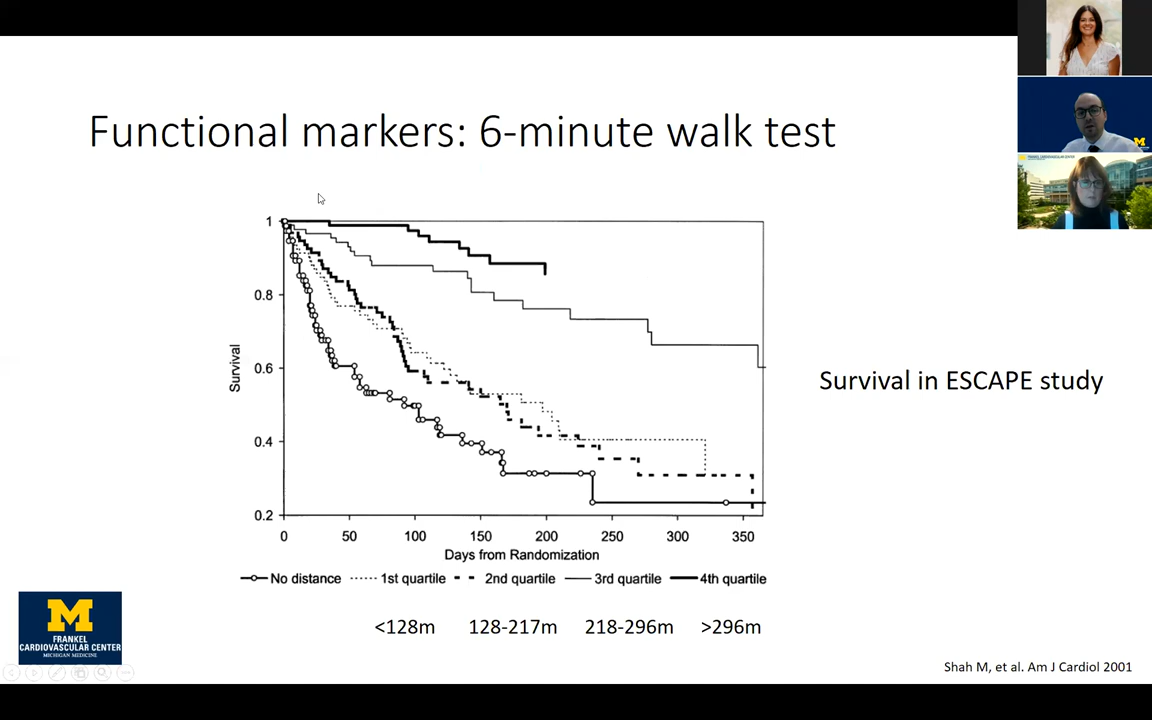 Functional markers: 6-minute walk test
1
0.8
0.6
0.4
0.2
Survival
0 50 100 150 200 250 300 350
Days from Randomization
No distance 1st quartile 2nd quartile 3rd quartile 4th quartile
<128m 128-217m 218-296m >296m
Survival in ESCAPE study
M
FRANKEL
CARDIOVASCULAR CENTER
MICHIGAN MEDICINE
Shah M, et al. Am J Cardiol 2001
M
FRANKEL CARDIOVASCULAR CENTER